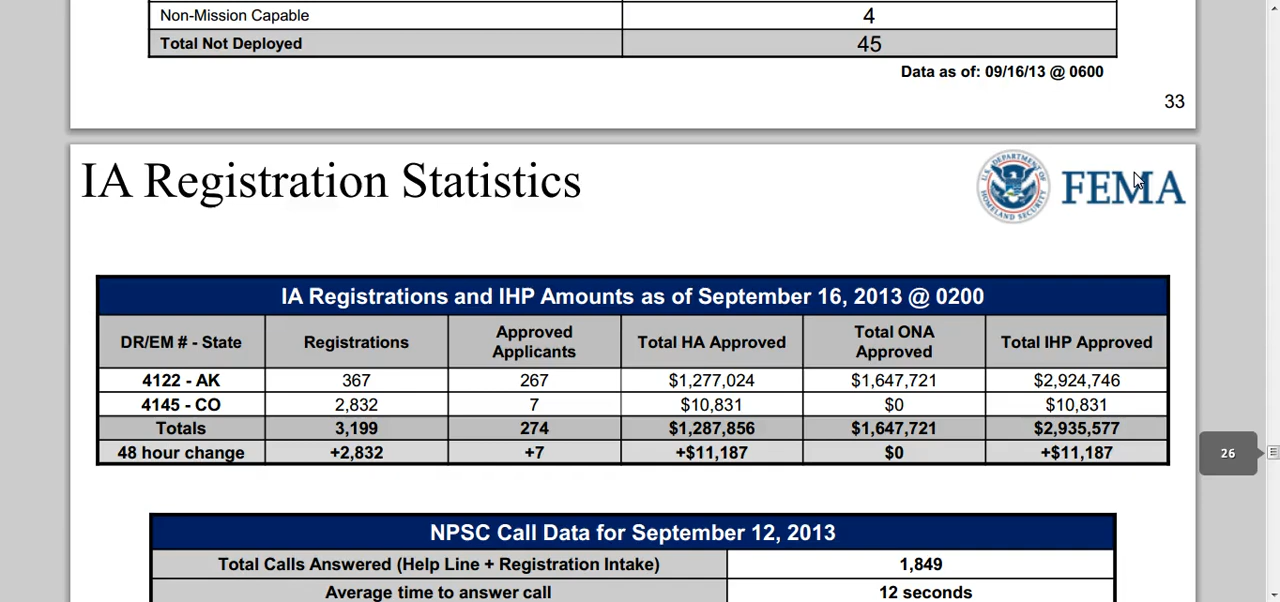 Non-Mission Capable 4
Total Not Deployed 45
Data as of: 09/16/13 @ 0600
33
IA Registration Statistics
U.S. DEPARTMENT OF HOMELAND SECURITY
FEMA
IA Registrations and IHP Amounts as of September 16, 2013 @ 0200
DR/EM # - State Registrations Approved Applicants Total HA Approved Total ONA Approved Total IHP Approved
4122 - AK 367 267 $1,277,024 $1,647,721 $2,924,746
4145 - CO 2,832 7 $10,831 $0 $10,831
Totals 3,199 274 $1,287,856 $1,647,721 $2,935,577
48 hour change +2,832 +7 +$11,187 $0 +$11,187
26
NPSC Call Data for September 12, 2013
Total Calls Answered (Help Line + Registration Intake) 1,849
Average time to answer call 12 seconds